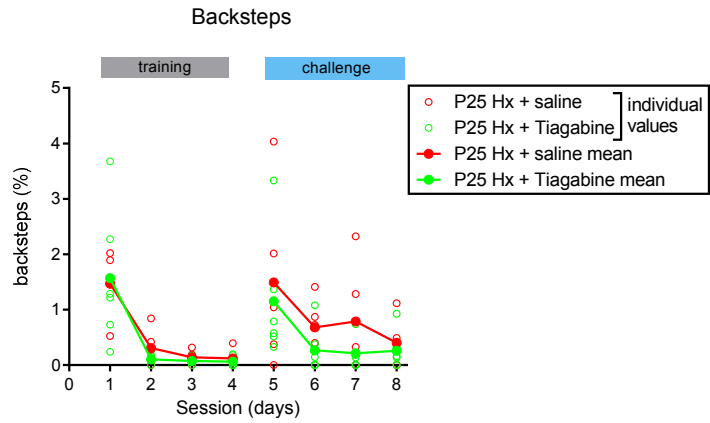 Backsteps
training
challenge
5
4
3
2
1
0
backsteps (%)
0 1 2 3 4 5 6 7 8
Session (days)
P25 Hx + saline
P25 Hx + Tiagabine
individual
values
P25 Hx + saline mean
P25 Hx + Tiagabine mean